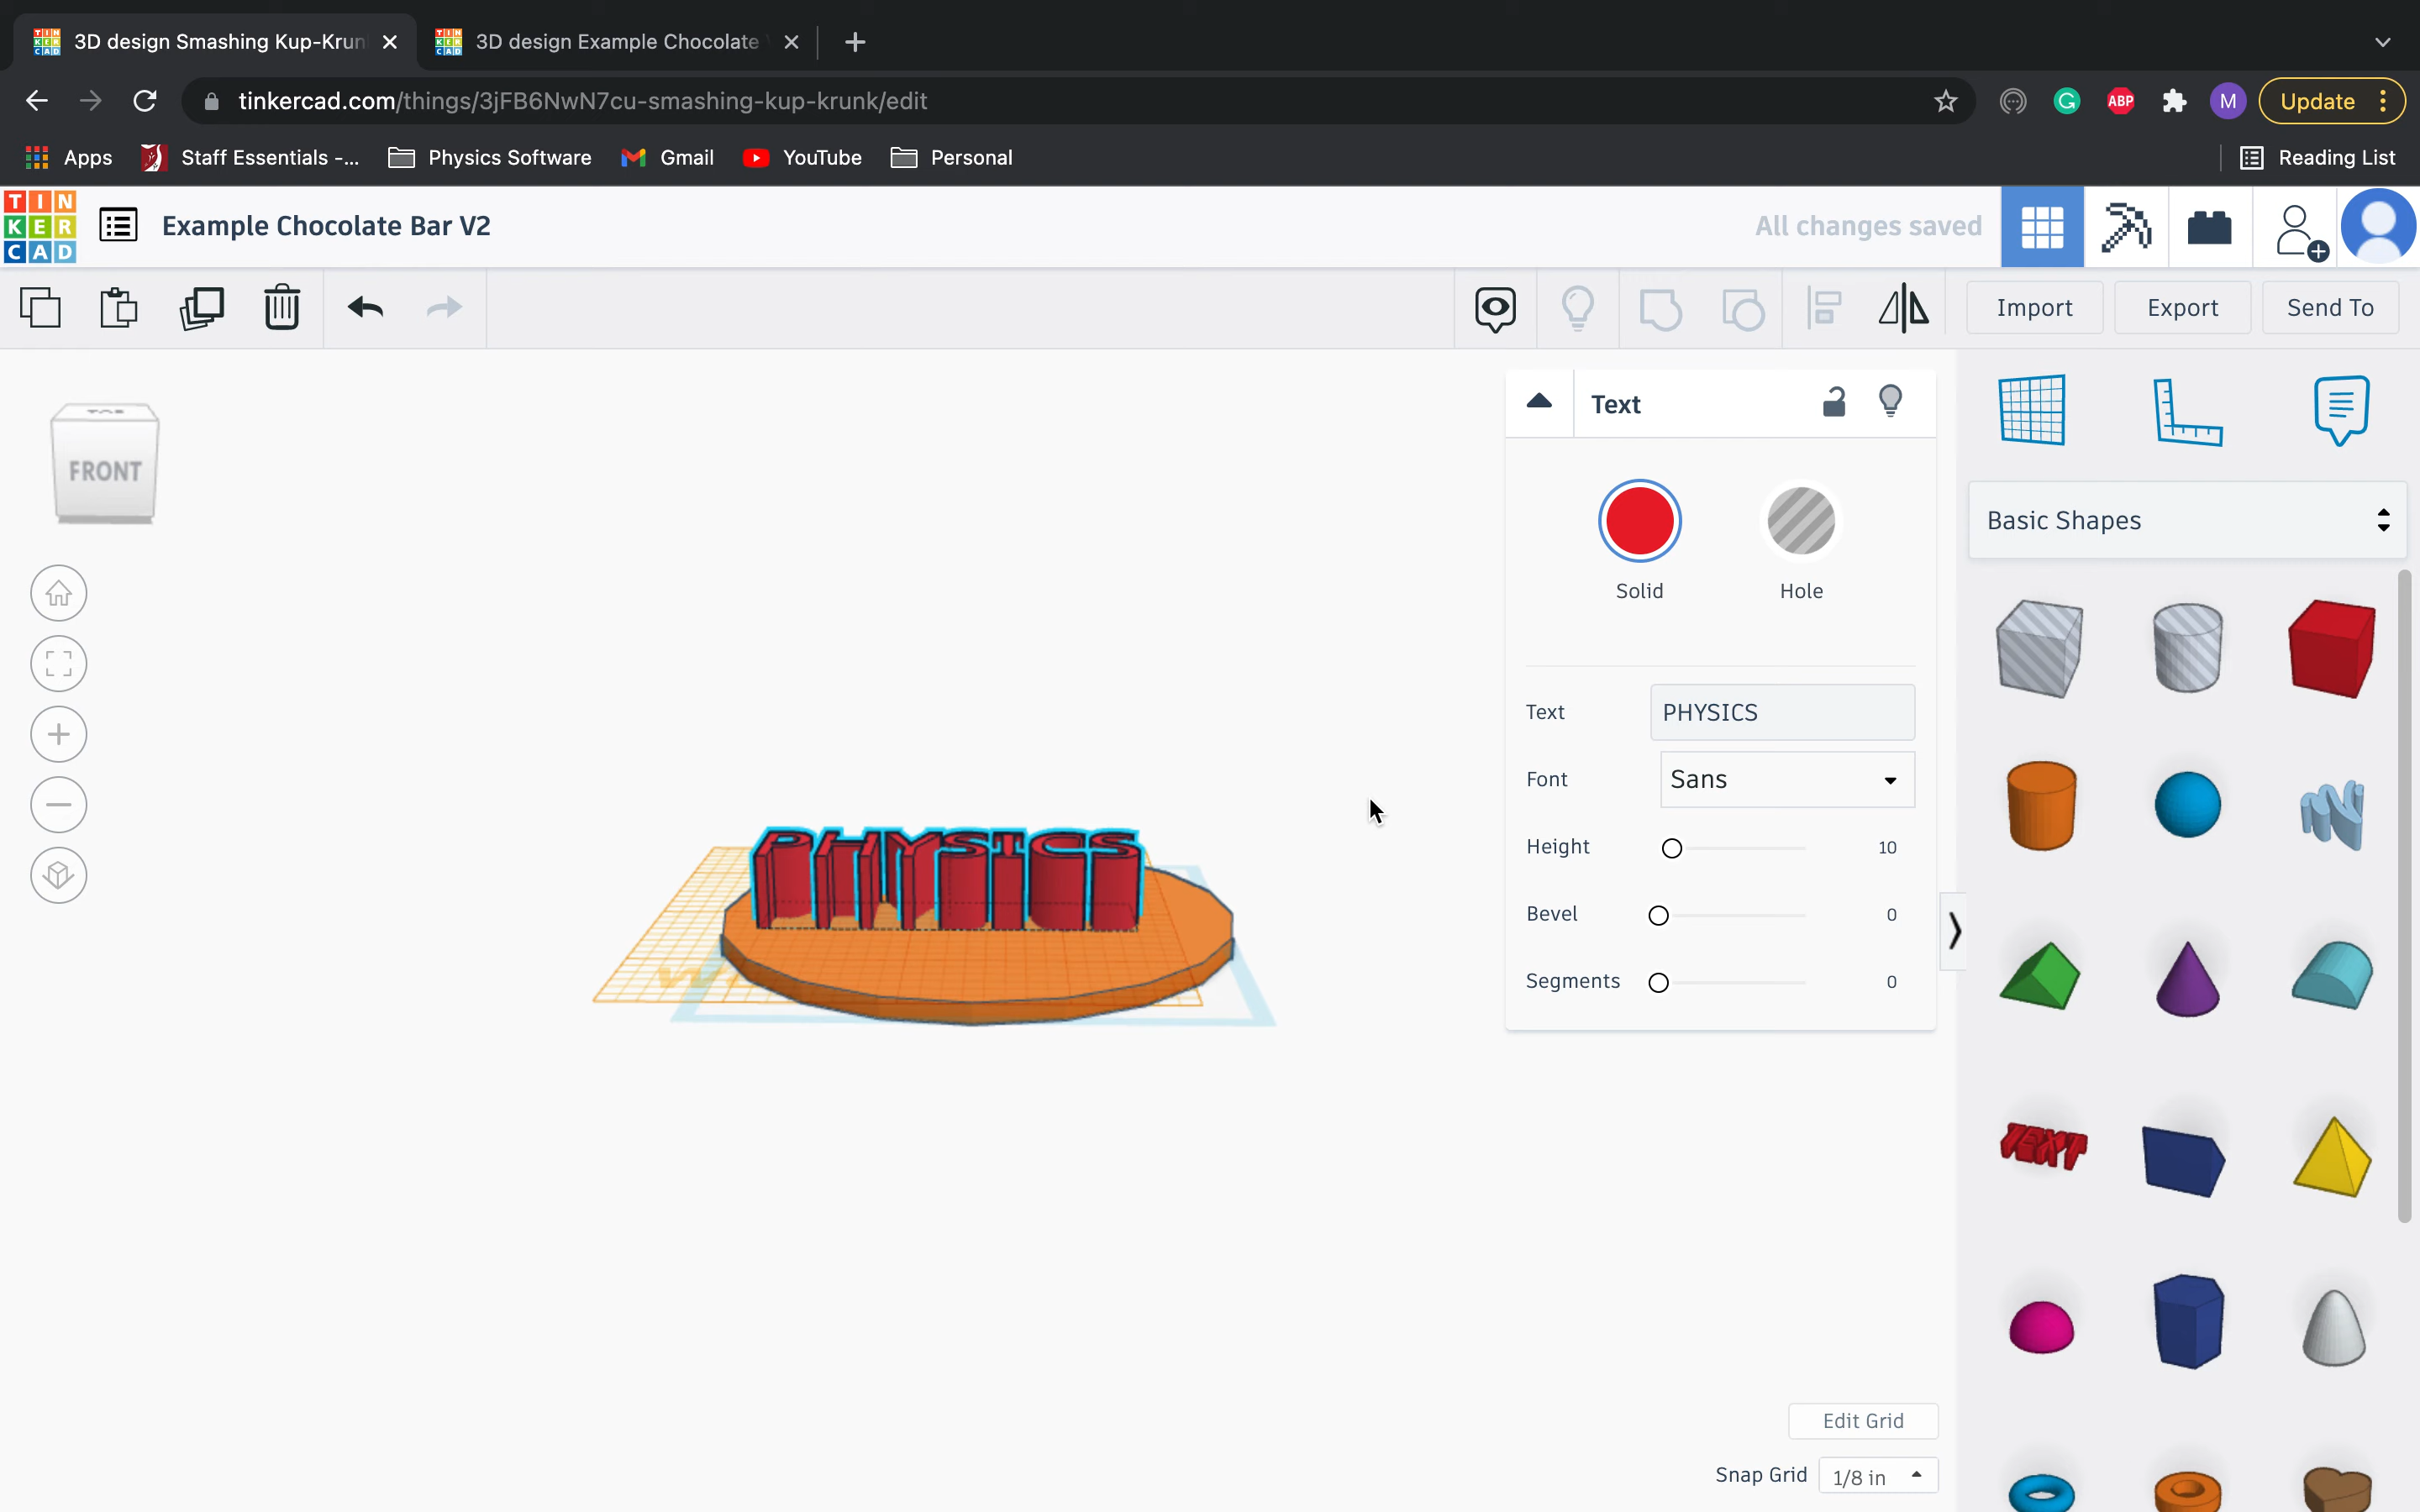 3D design Smashing Kup-Krun
3D design Example Chocolate
tinkercad.com/things/3jFB6NwN7cu-smashing-kup-krunk/edit
ABP
M
Update
Apps
Staff Essentials -...
Physics Software
Gmail
YouTube
Personal
Reading List
TIN
KER
CAD
Example Chocolate Bar V2
All changes saved
Import
Export
Send To
FRONT
Text
Solid
Hole
Text PHYSICS
Font Sans
Height 10
Bevel 0
Segments 0
Basic Shapes
TEXT
PHYSICS
Edit Grid
Snap Grid 1/8 in